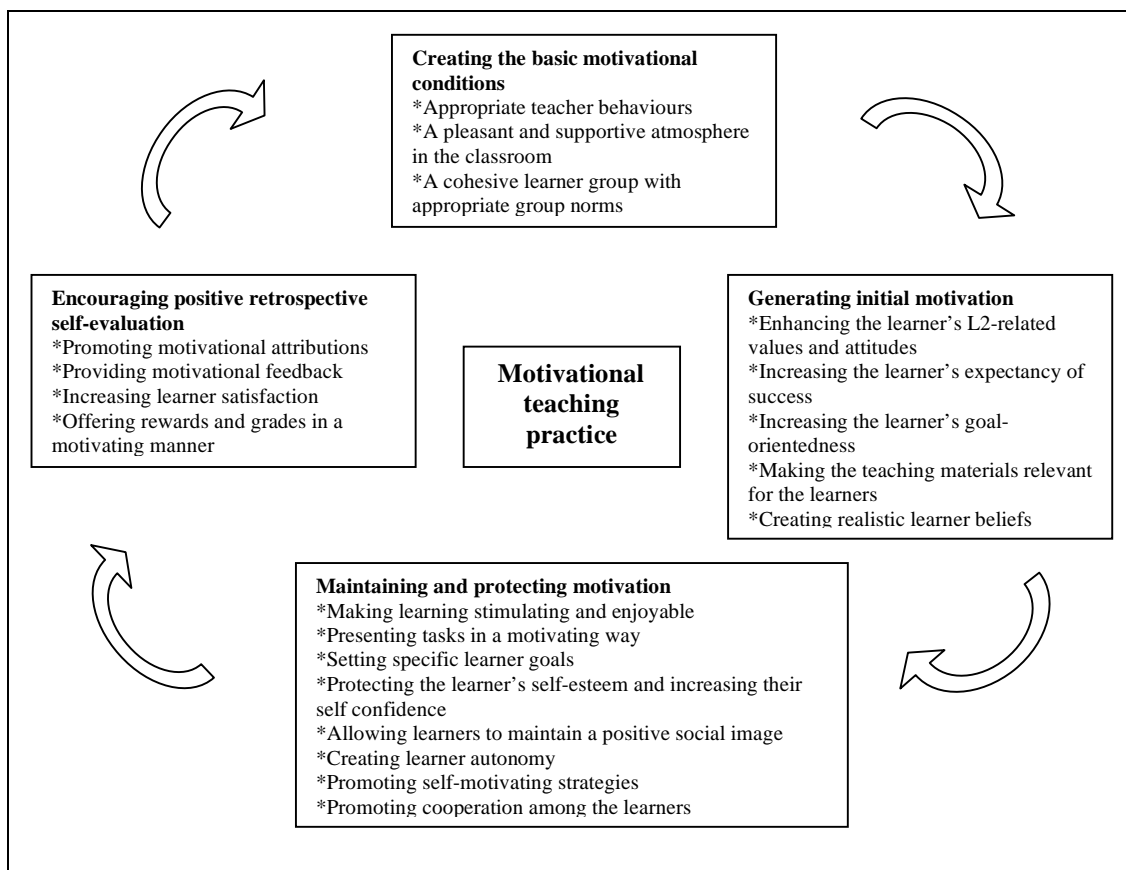 Creating the basic motivational
conditions
*Appropriate teacher behaviours
*A pleasant and supportive atmosphere
in the classroom
*A cohesive learner group with
appropriate group norms
Encouraging positive retrospective
self-evaluation
*Promoting motivational attributions
*Providing motivational feedback
*Increasing learner satisfaction
*Offering rewards and grades in a
motivating manner
Motivational
teaching
practice
Generating initial motivation
*Enhancing the learner’s L2-related
values and attitudes
*Increasing the learner’s expectancy of
success
*Increasing the learner’s goal-
orientedness
*Making the teaching materials relevant
for the learners
*Creating realistic learner beliefs
Maintaining and protecting motivation
*Making learning stimulating and enjoyable
*Presenting tasks in a motivating way
*Setting specific learner goals
*Protecting the learner’s self-esteem and increasing their
self confidence
*Allowing learners to maintain a positive social image
*Creating learner autonomy
*Promoting self-motivating strategies
*Promoting cooperation among the learners